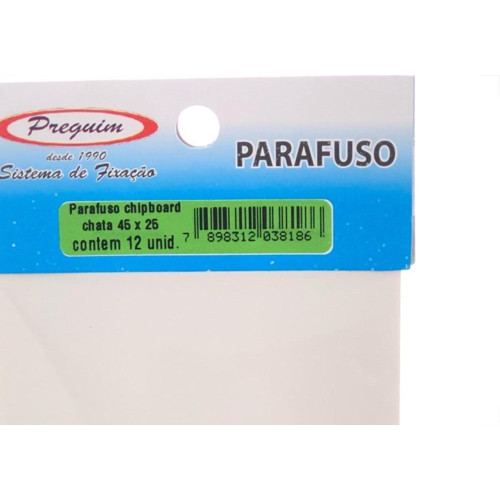 Preguim
desde 1990
Sistema de Fixação
PARAFUSO
Parafuso chipboard
chata 45 x 25
contem 12 unid.
7 898312 038186